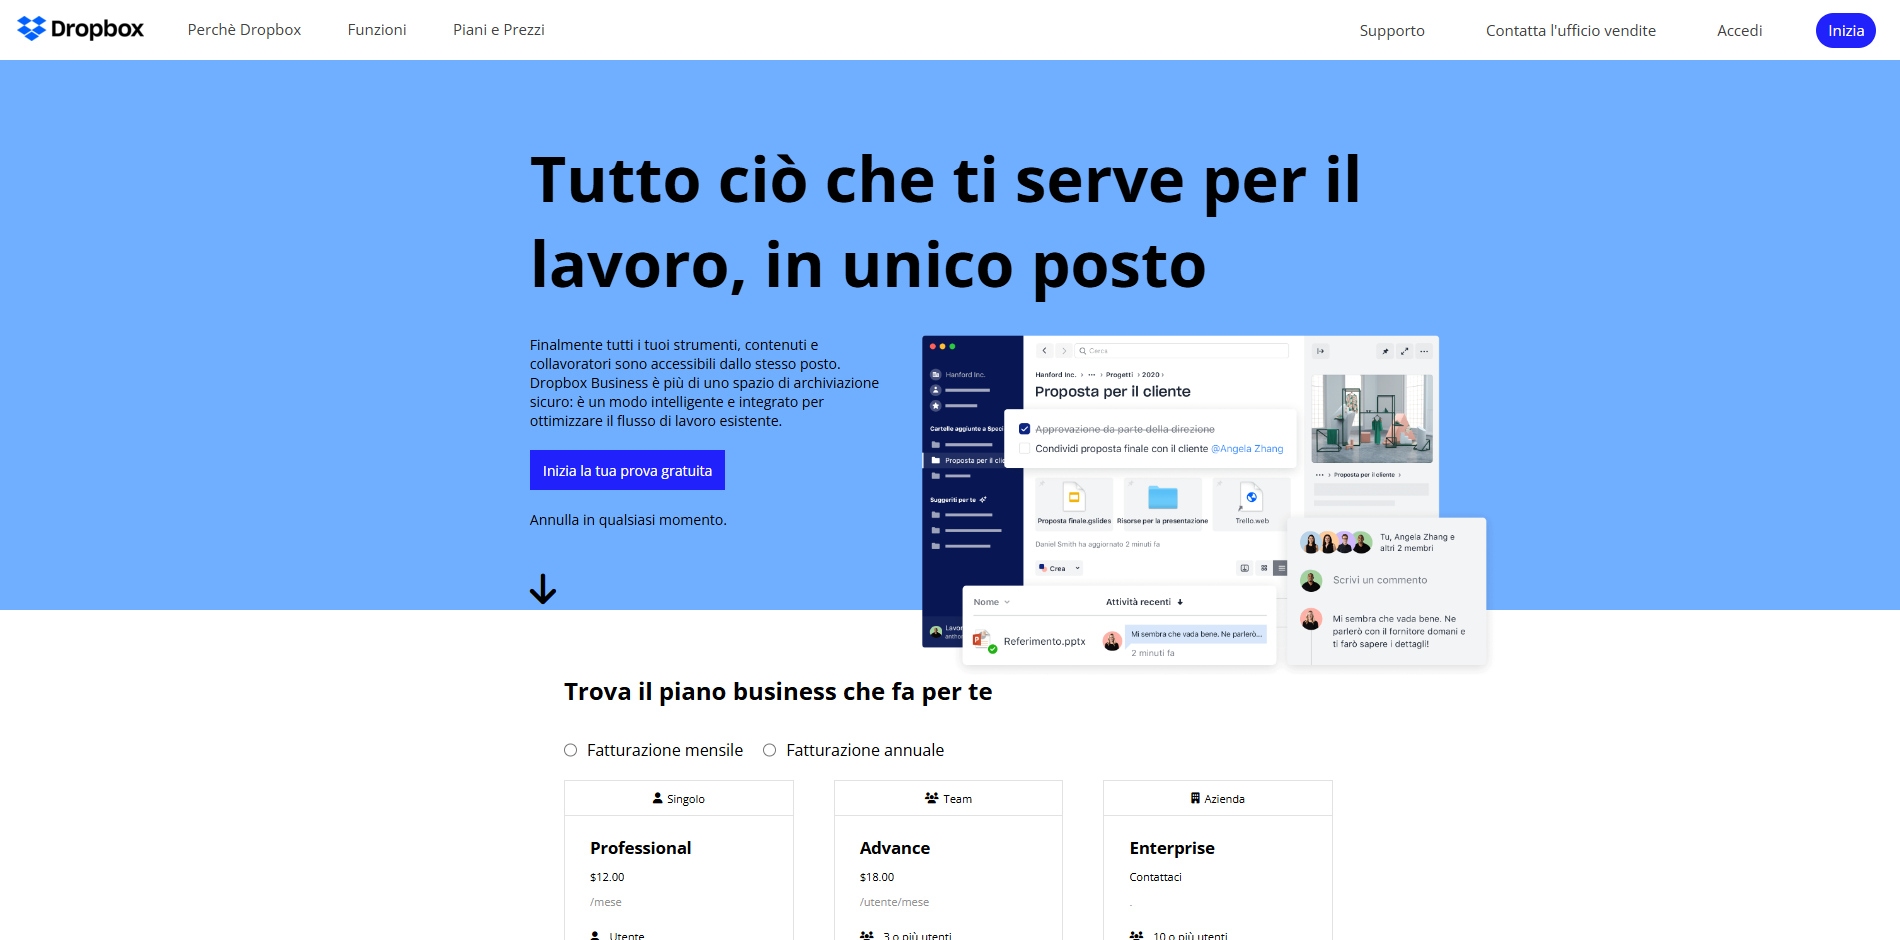 Dropbox
Perchè Dropbox
Funzioni
Piani e Prezzi
Supporto
Contatta l'ufficio vendite
Accedi
Inizia
Tutto ciò che ti serve per il
lavoro, in unico posto
Finalmente tutti i tuoi strumenti, contenuti e
collavoratori sono accessibili dallo stesso posto.
Dropbox Business è più di uno spazio di archiviazione
sicuro: è un modo intelligente e integrato per
ottimizzare il flusso di lavoro esistente.
Inizia la tua prova gratuita
Annulla in qualsiasi momento.
Hanford Inc.
Cartelle aggiunte a Speci
Proposta per il clie
Suggeriti per te
Lavor
antho
Cerca
Hanford Inc. › ··· › Progetti › 2020 ›
Proposta per il cliente
Approvazione da parte della direzione
Condividi proposta finale con il cliente @Angela Zhang
Proposta finale.gslides
Risorse per la presentazione
Trello.web
Daniel Smith ha aggiornato 2 minuti fa
Crea
··· › Proposta per il cliente ›
Nome
Attività recenti
Referimento.pptx
Mi sembra che vada bene. Ne parlerò...
2 minuti fa
Tu, Angela Zhang e
altri 2 membri
Scrivi un commento
Mi sembra che vada bene. Ne
parlerò con il fornitore domani e
ti farò sapere i dettagli!
Trova il piano business che fa per te
Fatturazione mensile
Fatturazione annuale
Singolo
Professional
$12.00
/mese
Utente
Team
Advance
$18.00
/utente/mese
3 o più utenti
Azienda
Enterprise
Contattaci
.
10 o più utenti